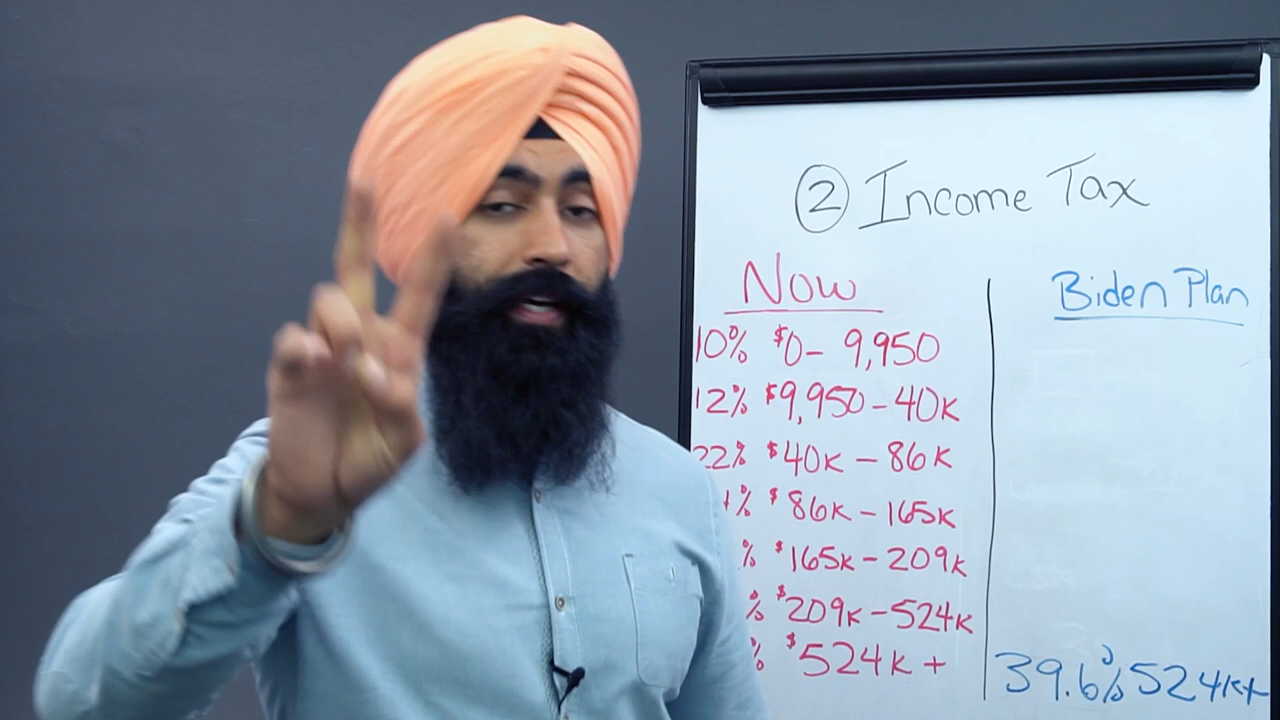 ② Income Tax
Now
Biden Plan
10% $0- 9,950
12% $9,950-40K
22% $40K-86K
% $86K-165K
% $165K-209K
% $209K-524K
% $524K+
39.6% 524K+